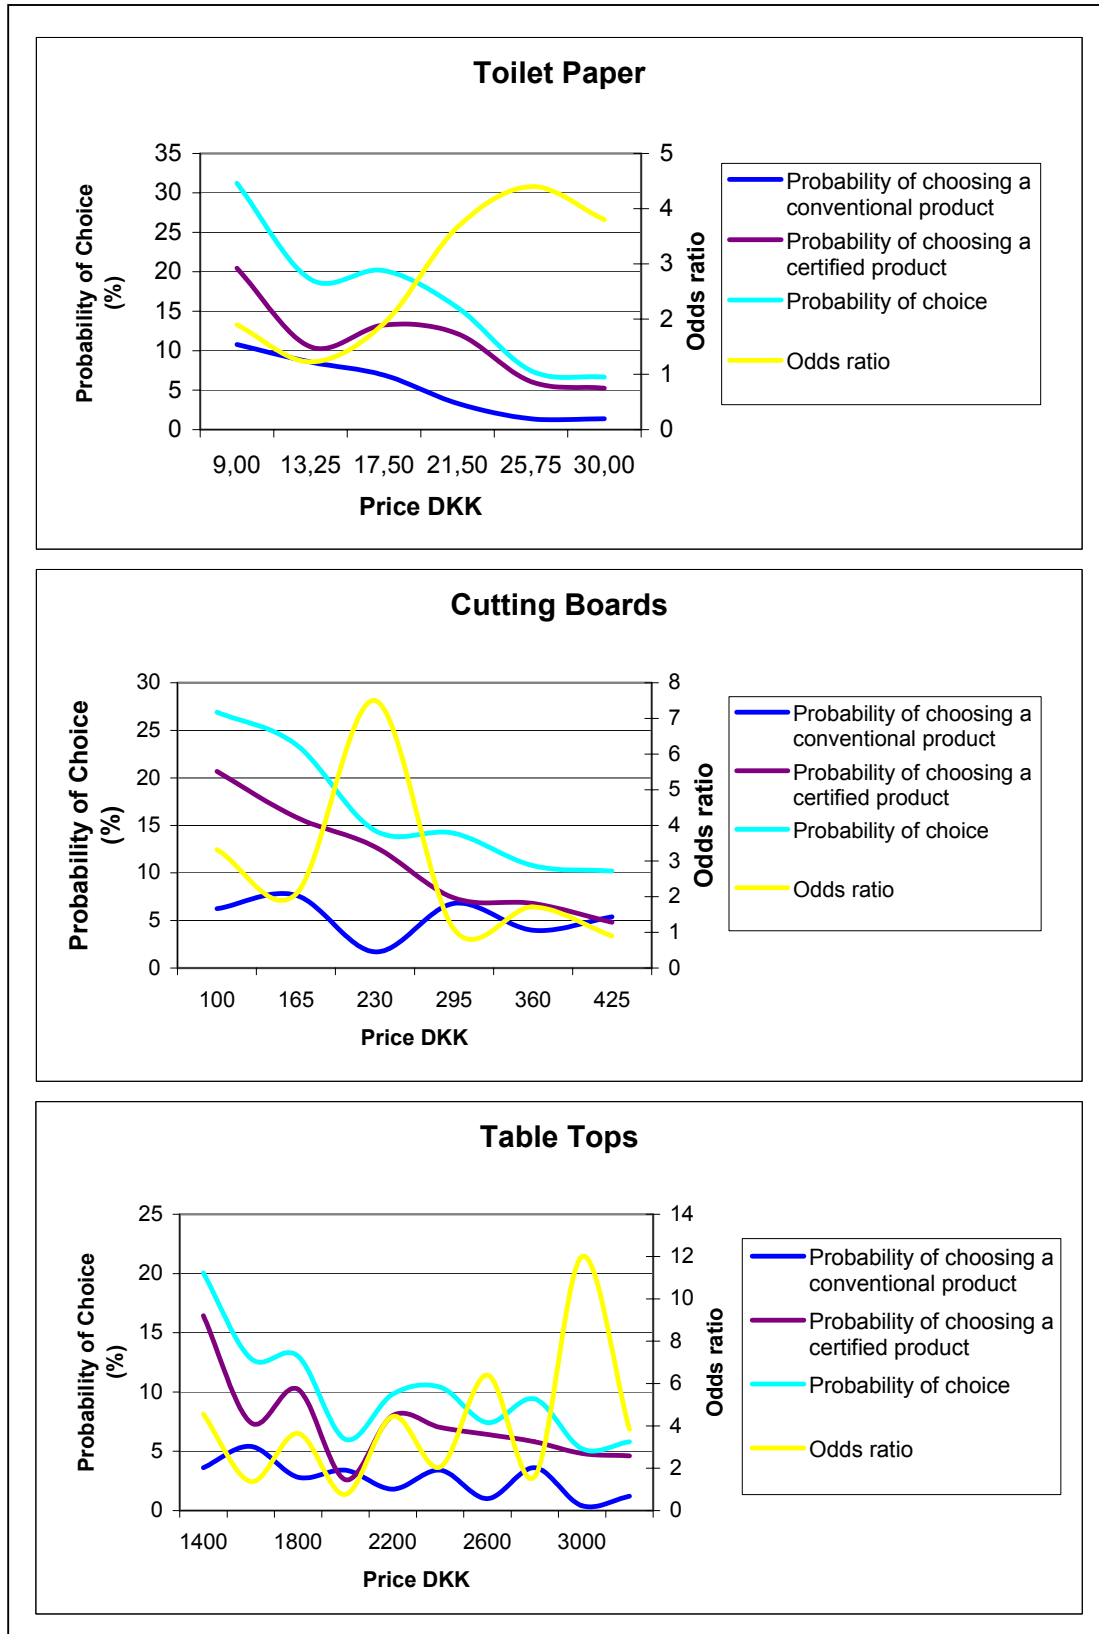 Toilet Paper
35
30
25
20
15
10
5
0
Probability of Choice
(%)
5
4
3
2
1
0
Odds ratio
9,00 13,25 17,50 21,50 25,75 30,00
Price DKK
Probability of choosing a
conventional product
Probability of choosing a
certified product
Probability of choice
Odds ratio
Cutting Boards
30
25
20
15
10
5
0
Probability of Choice
(%)
8
7
6
5
4
3
2
1
0
Odds ratio
100 165 230 295 360 425
Price DKK
Probability of choosing a
conventional product
Probability of choosing a
certified product
Probability of choice
Odds ratio
Table Tops
25
20
15
10
5
0
Probability of Choice
(%)
14
12
10
8
6
4
2
0
Odds ratio
1400 1800 2200 2600 3000
Price DKK
Probability of choosing a
conventional product
Probability of choosing a
certified product
Probability of choice
Odds ratio